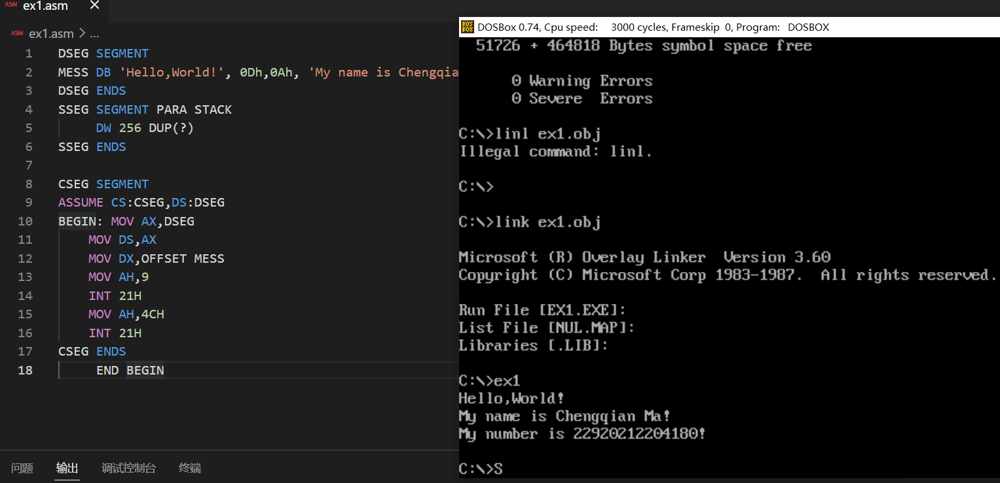 ASM ex1.asm ×
ASM ex1.asm > ...
1 DSEG SEGMENT
2 MESS DB 'Hello,World!', 0Dh,0Ah, 'My name is Chengqia
3 DSEG ENDS
4 SSEG SEGMENT PARA STACK
5 DW 256 DUP(?)
6 SSEG ENDS
7
8 CSEG SEGMENT
9 ASSUME CS:CSEG,DS:DSEG
10 BEGIN: MOV AX,DSEG
11 MOV DS,AX
12 MOV DX,OFFSET MESS
13 MOV AH,9
14 INT 21H
15 MOV AH,4CH
16 INT 21H
17 CSEG ENDS
18 END BEGIN
问题 输出 调试控制台 终端
DOSBox 0.74, Cpu speed: 3000 cycles, Frameskip 0, Program: DOSBOX
51726 + 464818 Bytes symbol space free
0 Warning Errors
0 Severe Errors
C:\>linl ex1.obj
Illegal command: linl.
C:\>
C:\>link ex1.obj
Microsoft (R) Overlay Linker Version 3.60
Copyright (C) Microsoft Corp 1983-1987. All rights reserved.
Run File [EX1.EXE]:
List File [NUL.MAP]:
Libraries [.LIB]:
C:\>ex1
Hello,World!
My name is Chengqian Ma!
My number is 22920212204180!
C:\>S